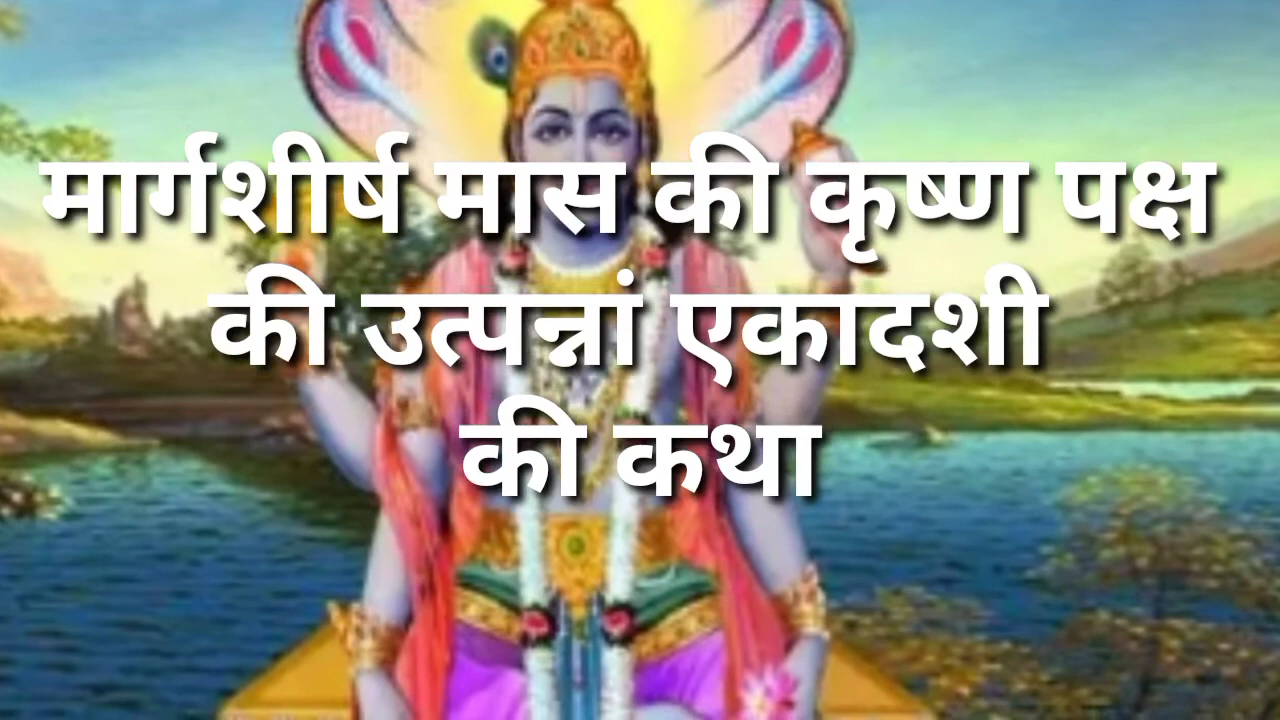 मार्गशीर्ष मास की कृष्ण पक्ष
की उत्पन्नां एकादशी
की कथा